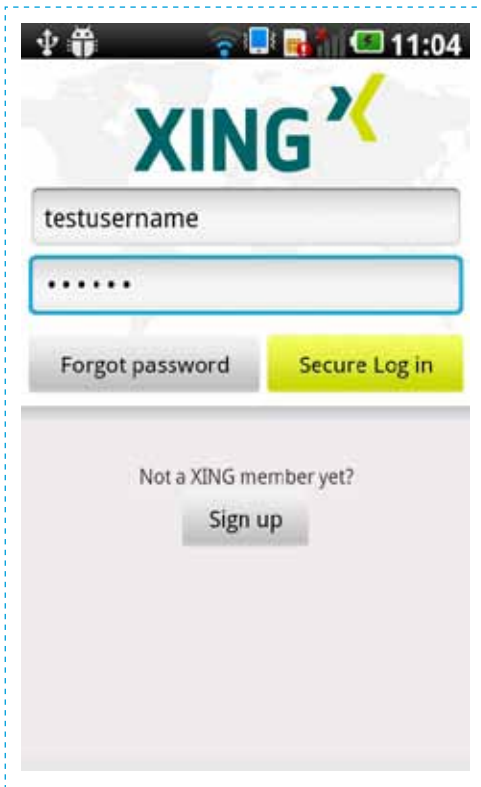 11:04
XING
testusername
••••••
Forgot password Secure Log in
Not a XING member yet?
Sign up